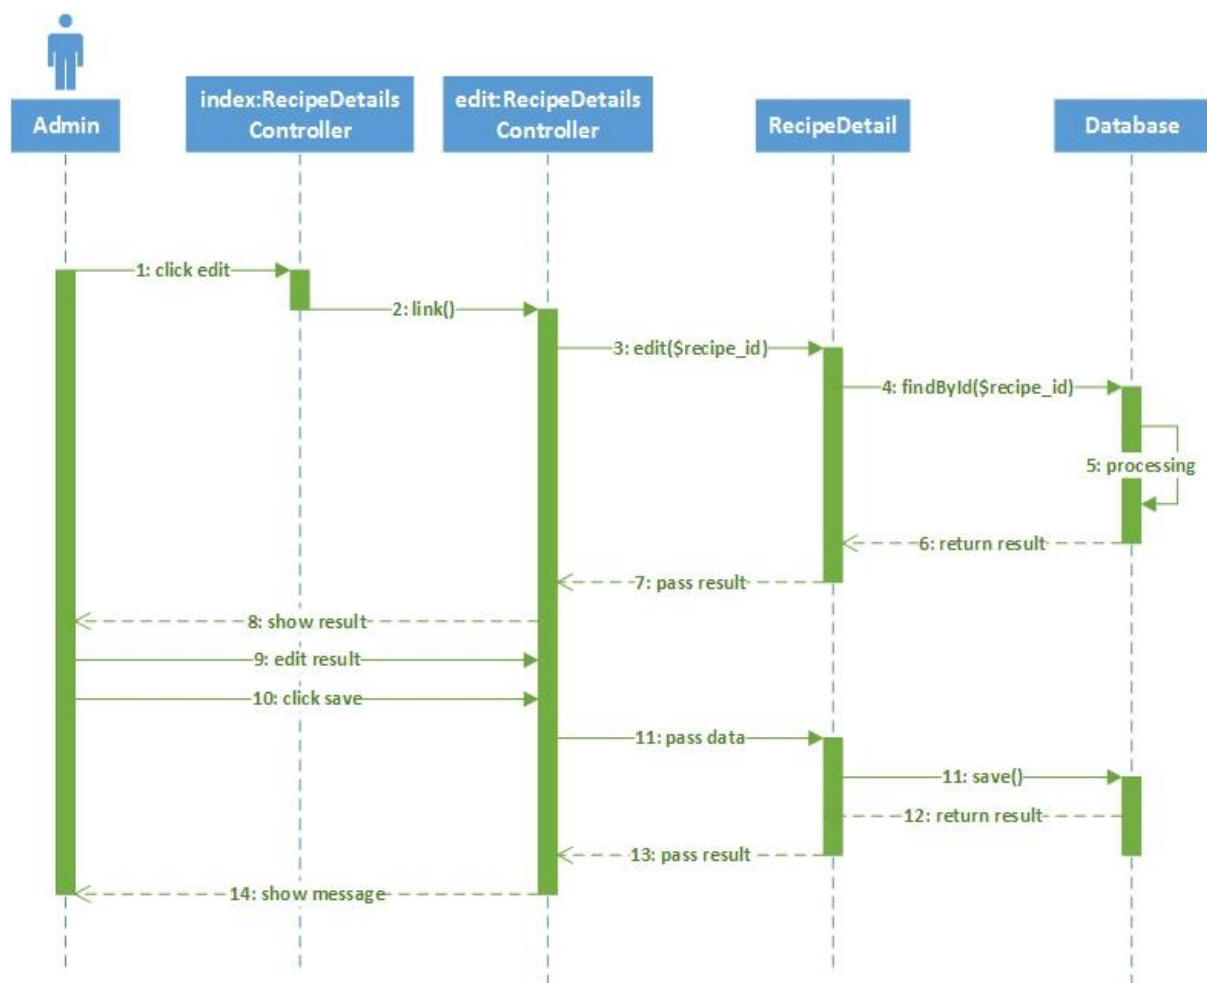 Admin
index:RecipeDetails
Controller
edit:RecipeDetails
Controller
RecipeDetail
Database
1: click edit
2: link()
3: edit($recipe_id)
4: findById($recipe_id)
5: processing
6: return result
7: pass result
8: show result
9: edit result
10: click save
11: pass data
11: save()
12: return result
13: pass result
14: show message